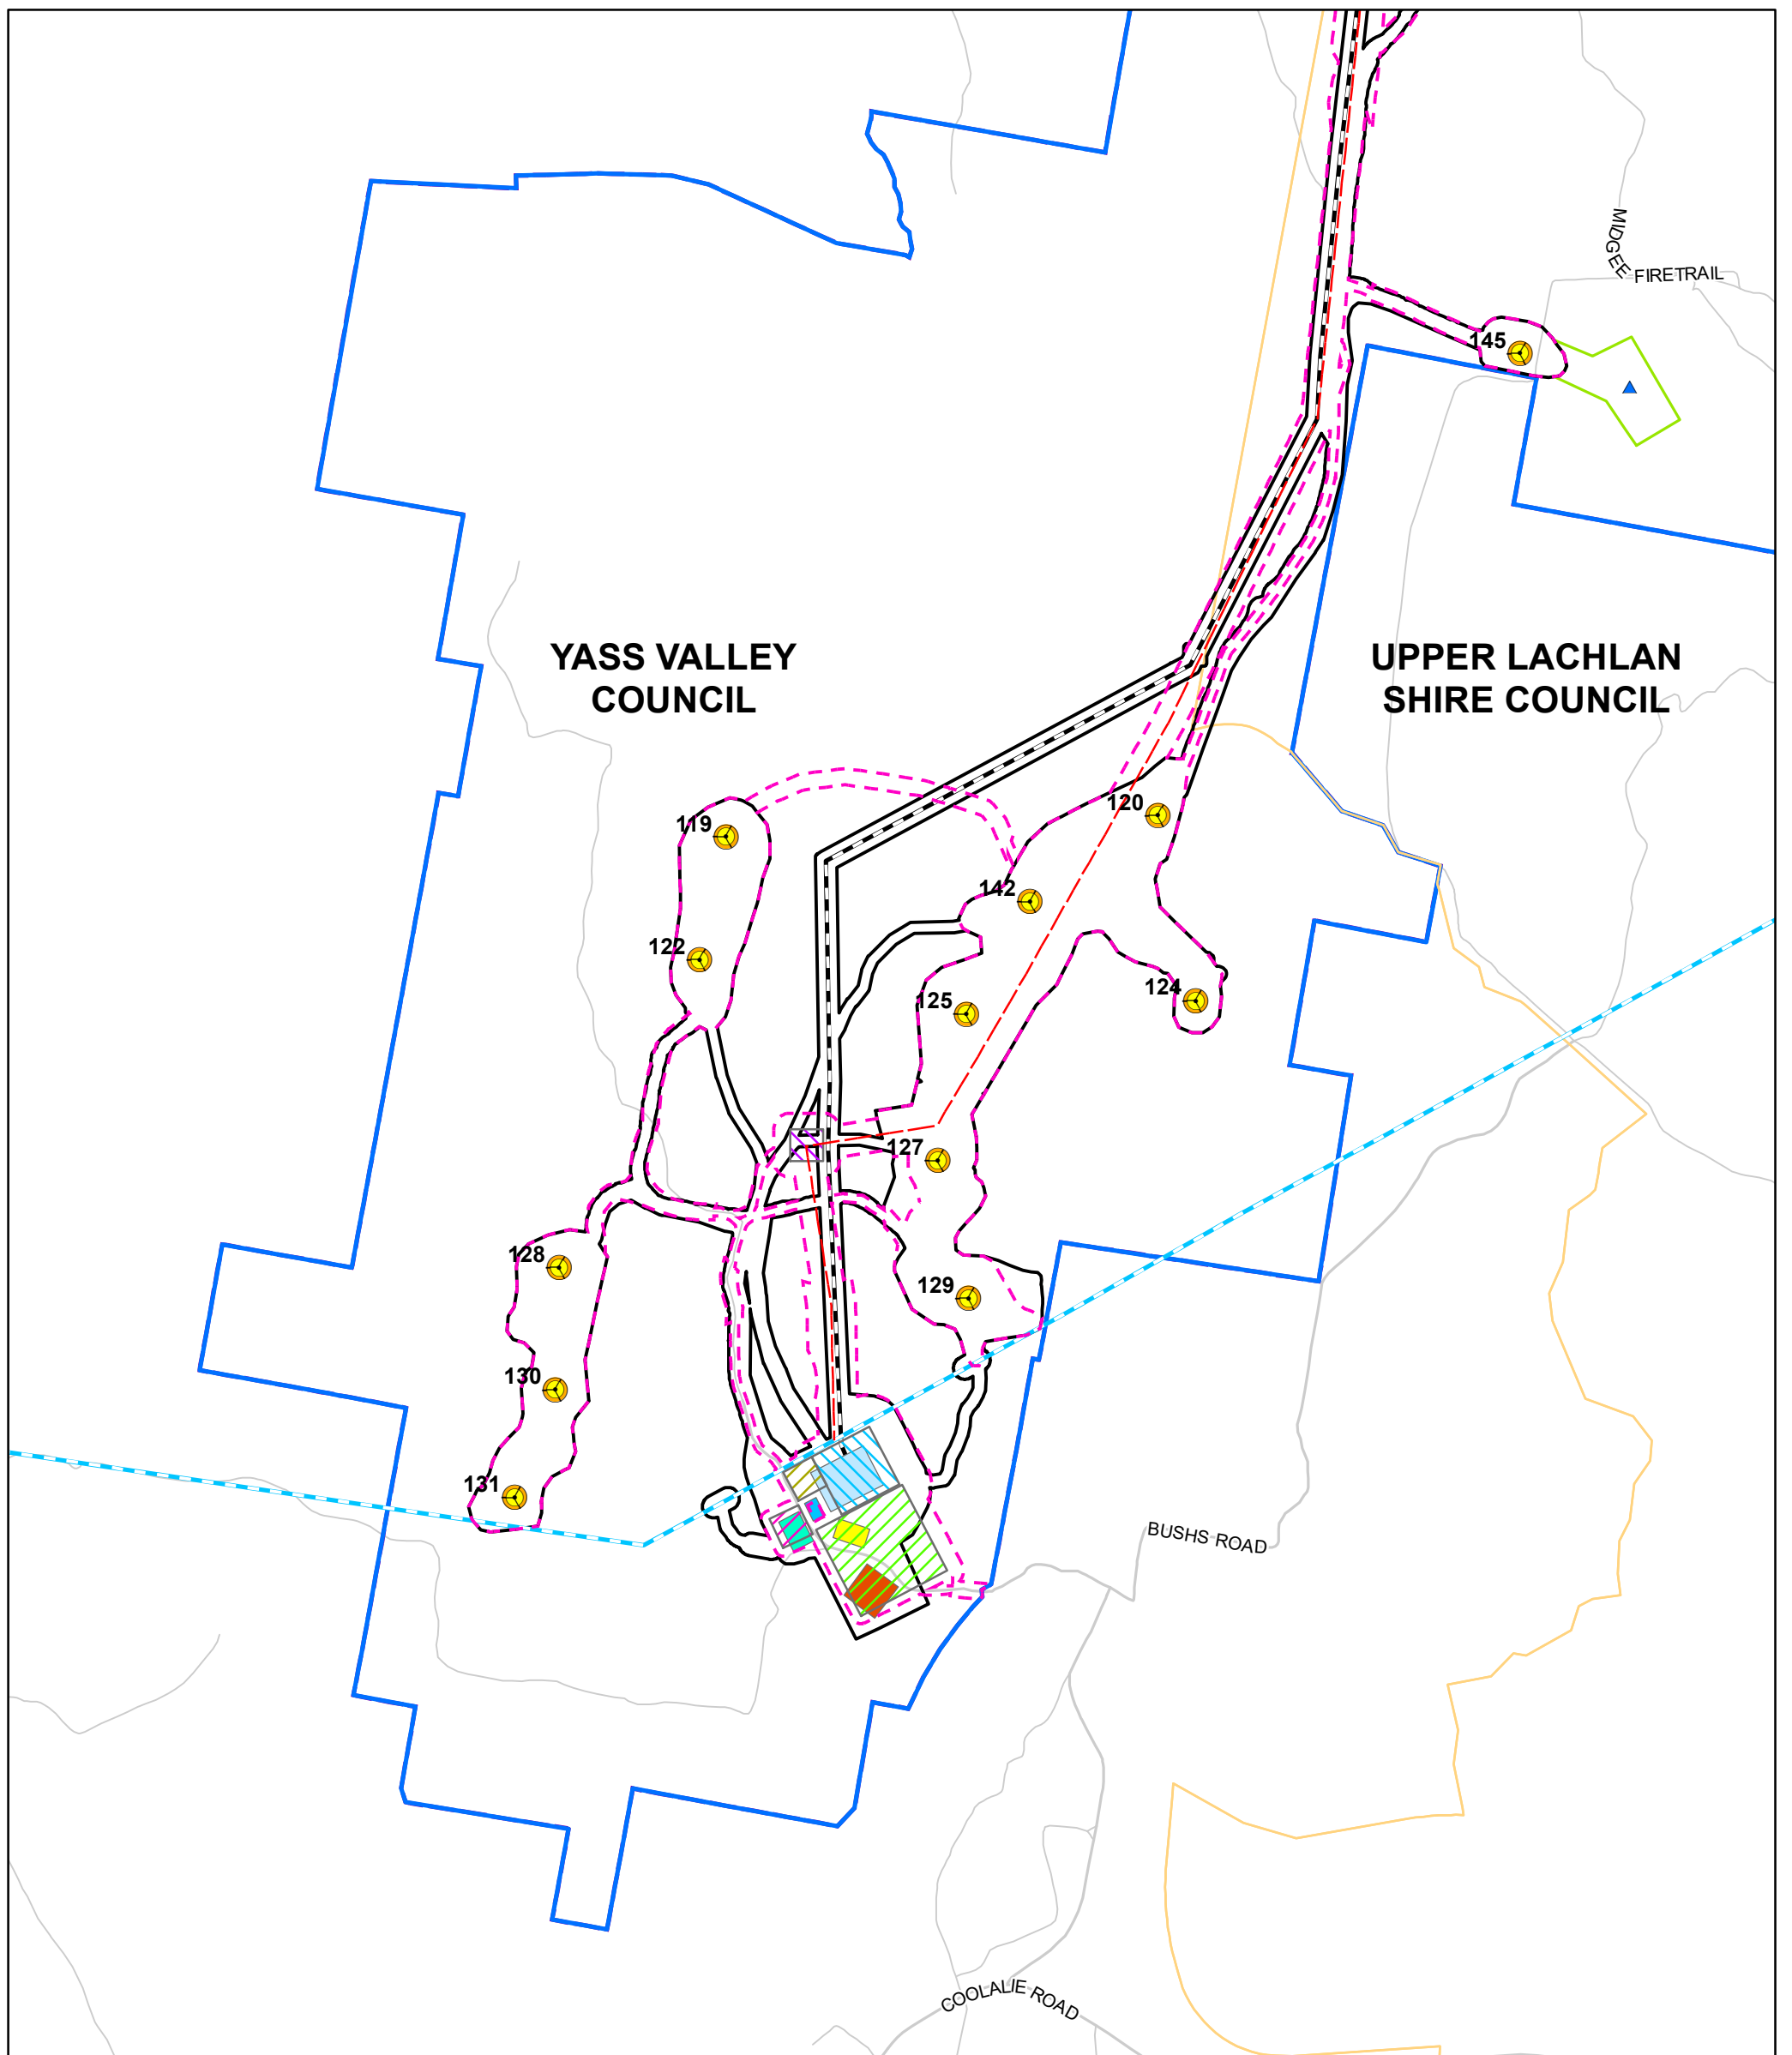 MIDGEE FIRETRAIL
145
YASS VALLEY
COUNCIL
UPPER LACHLAN
SHIRE COUNCIL
120
119
142
122
124
125
127
128
129
130
131
BUSHS ROAD
COOLALIE ROAD